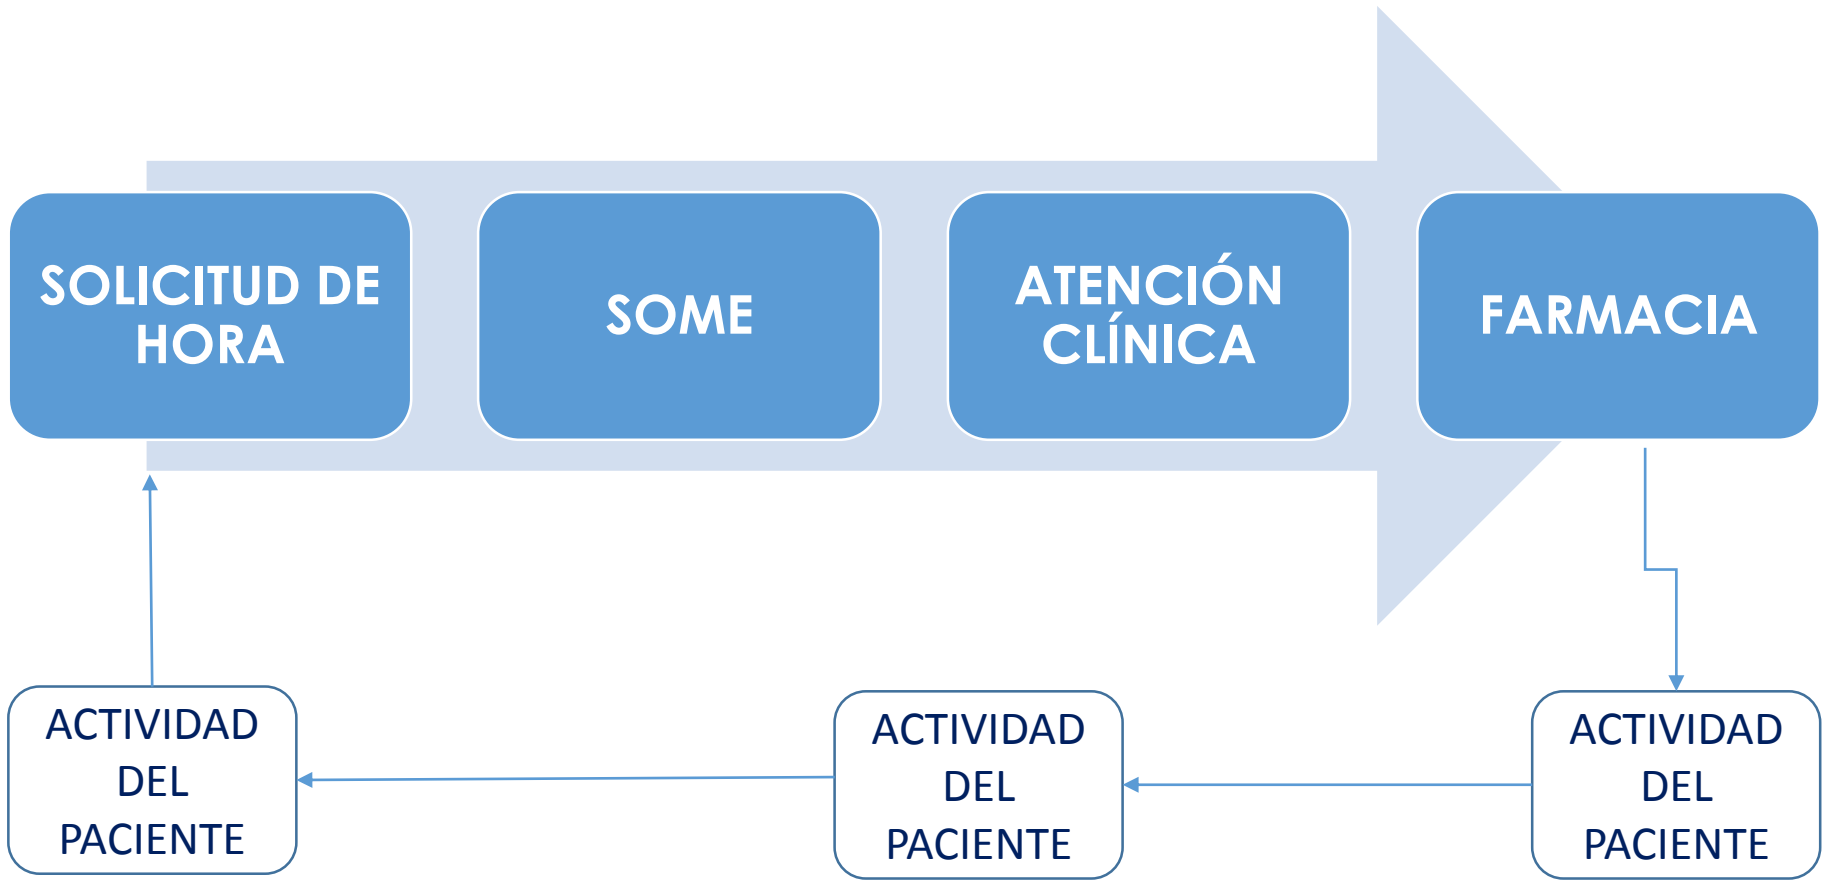 SOLICITUD DE
HORA
SOME
ATENCIÓN
CLÍNICA
FARMACIA
ACTIVIDAD
DEL
PACIENTE
ACTIVIDAD
DEL
PACIENTE
ACTIVIDAD
DEL
PACIENTE